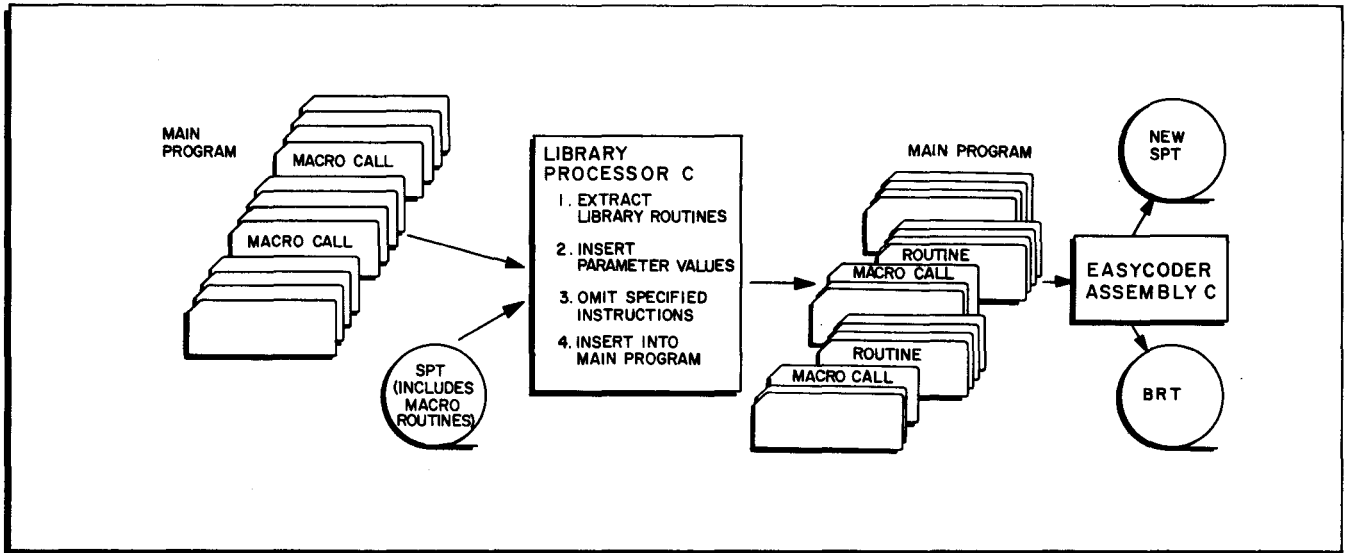 MAIN
PROGRAM
MACRO CALL
MACRO CALL
SPT
(INCLUDES
MACRO
ROUTINES)
LIBRARY
PROCESSOR C
1. EXTRACT
LIBRARY ROUTINES
2. INSERT
PARAMETER VALUES
3. OMIT SPECIFIED
INSTRUCTIONS
4. INSERT INTO
MAIN PROGRAM
MAIN PROGRAM
ROUTINE
MACRO CALL
ROUTINE
MACRO CALL
NEW
SPT
EASYCODER
ASSEMBLY C
BRT